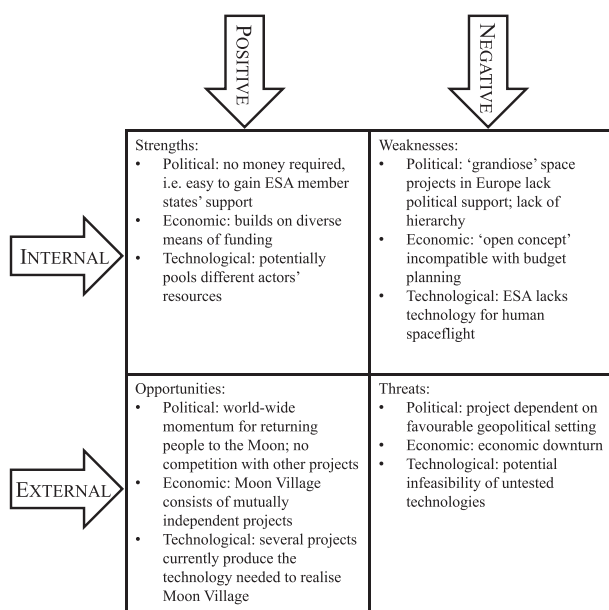 POSITIVE
NEGATIVE
INTERNAL
Strengths:
• Political: no money required,
i.e. easy to gain ESA member
states' support
• Economic: builds on diverse
means of funding
• Technological: potentially
pools different actors'
resources
Weaknesses:
• Political: 'grandiose' space
projects in Europe lack
political support; lack of
hierarchy
• Economic: 'open concept'
incompatible with budget
planning
• Technological: ESA lacks
technology for human
spaceflight
EXTERNAL
Opportunities:
• Political: world-wide
momentum for returning
people to the Moon; no
competition with other projects
• Economic: Moon Village
consists of mutually
independent projects
• Technological: several projects
currently produce the
technology needed to realise
Moon Village
Threats:
• Political: project dependent on
favourable geopolitical setting
• Economic: economic downturn
• Technological: potential
infeasibility of untested
technologies